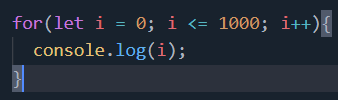 for(let i = 0; i <= 1000; i++){
  console.log(i);
}